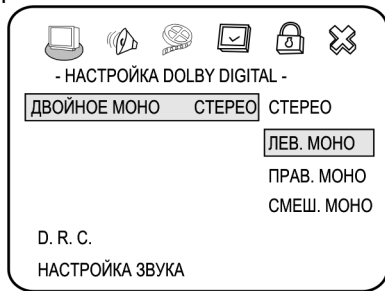 - НАСТРОЙКА DOLBY DIGITAL -
ДВОЙНОЕ МОНО СТЕРЕО СТЕРЕО
ЛЕВ. МОНО
ПРАВ. МОНО
СМЕШ. МОНО
D. R. C.
НАСТРОЙКА ЗВУКА